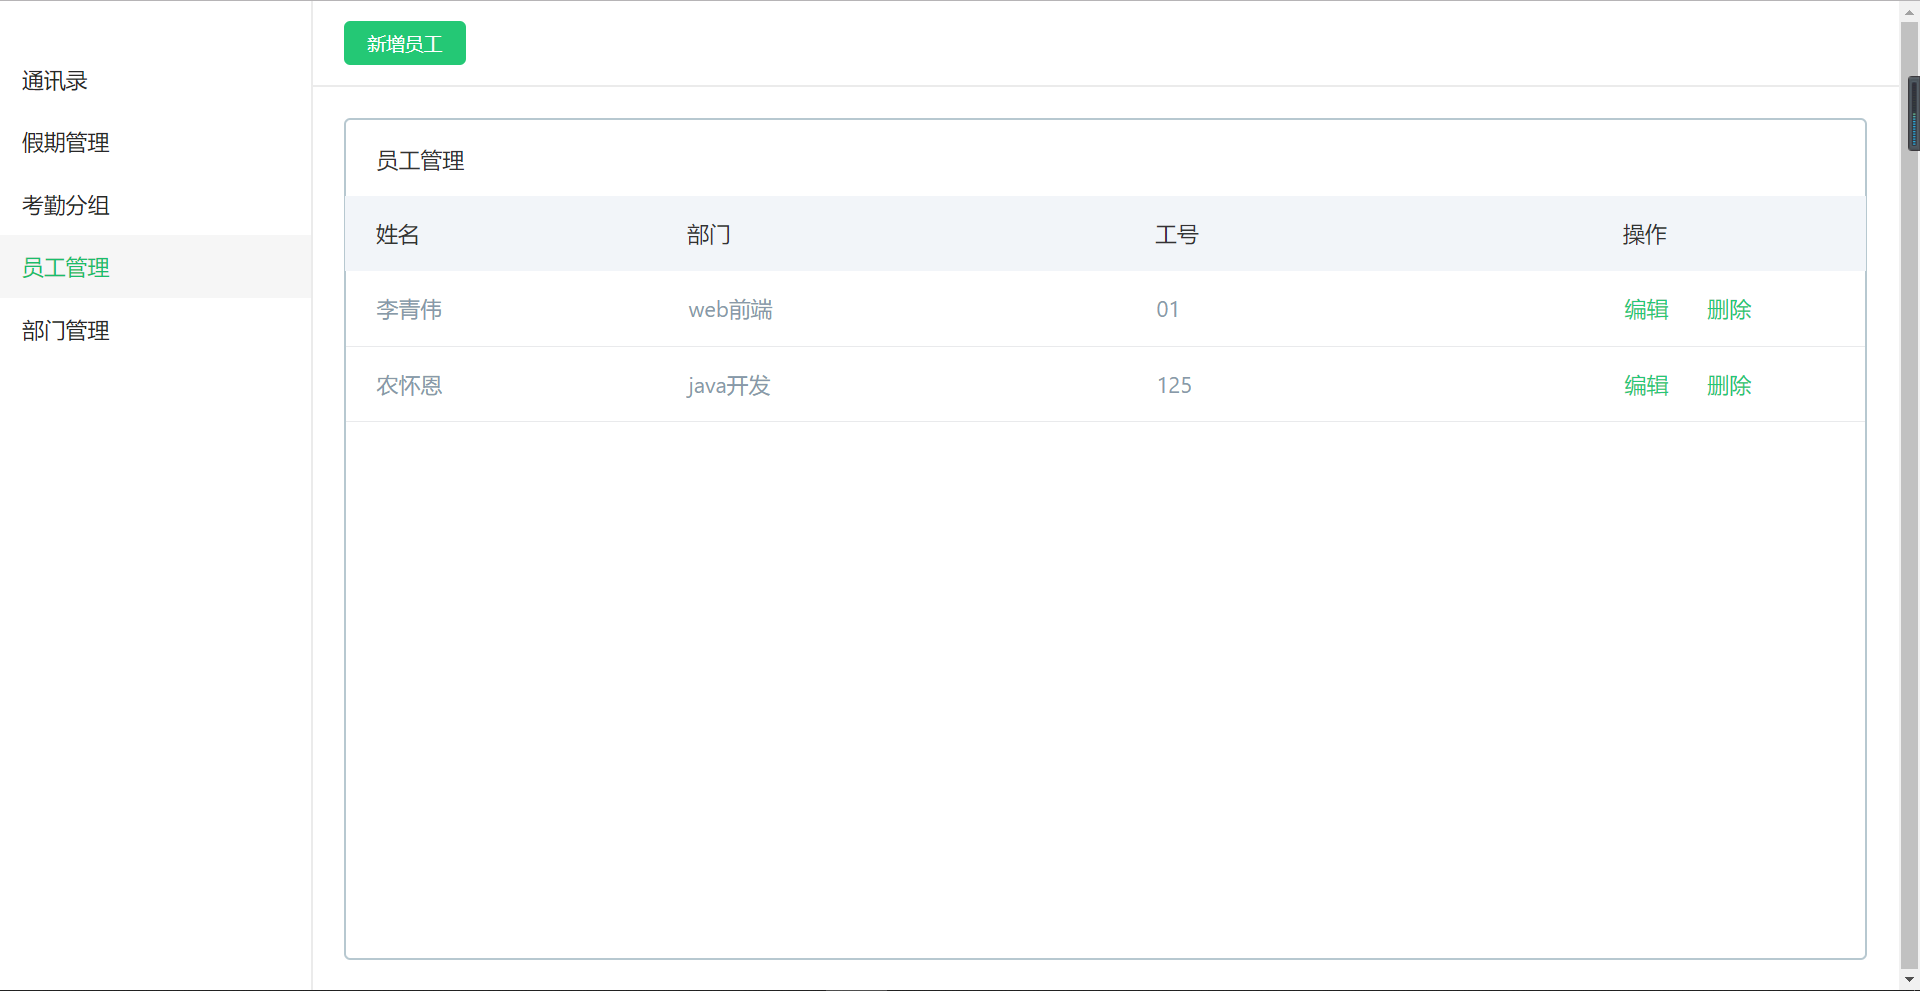 新增员工
通讯录
假期管理
考勤分组
员工管理
部门管理
员工管理
姓名 部门 工号 操作
李青伟 web前端 01 编辑 删除
农怀恩 java开发 125 编辑 删除